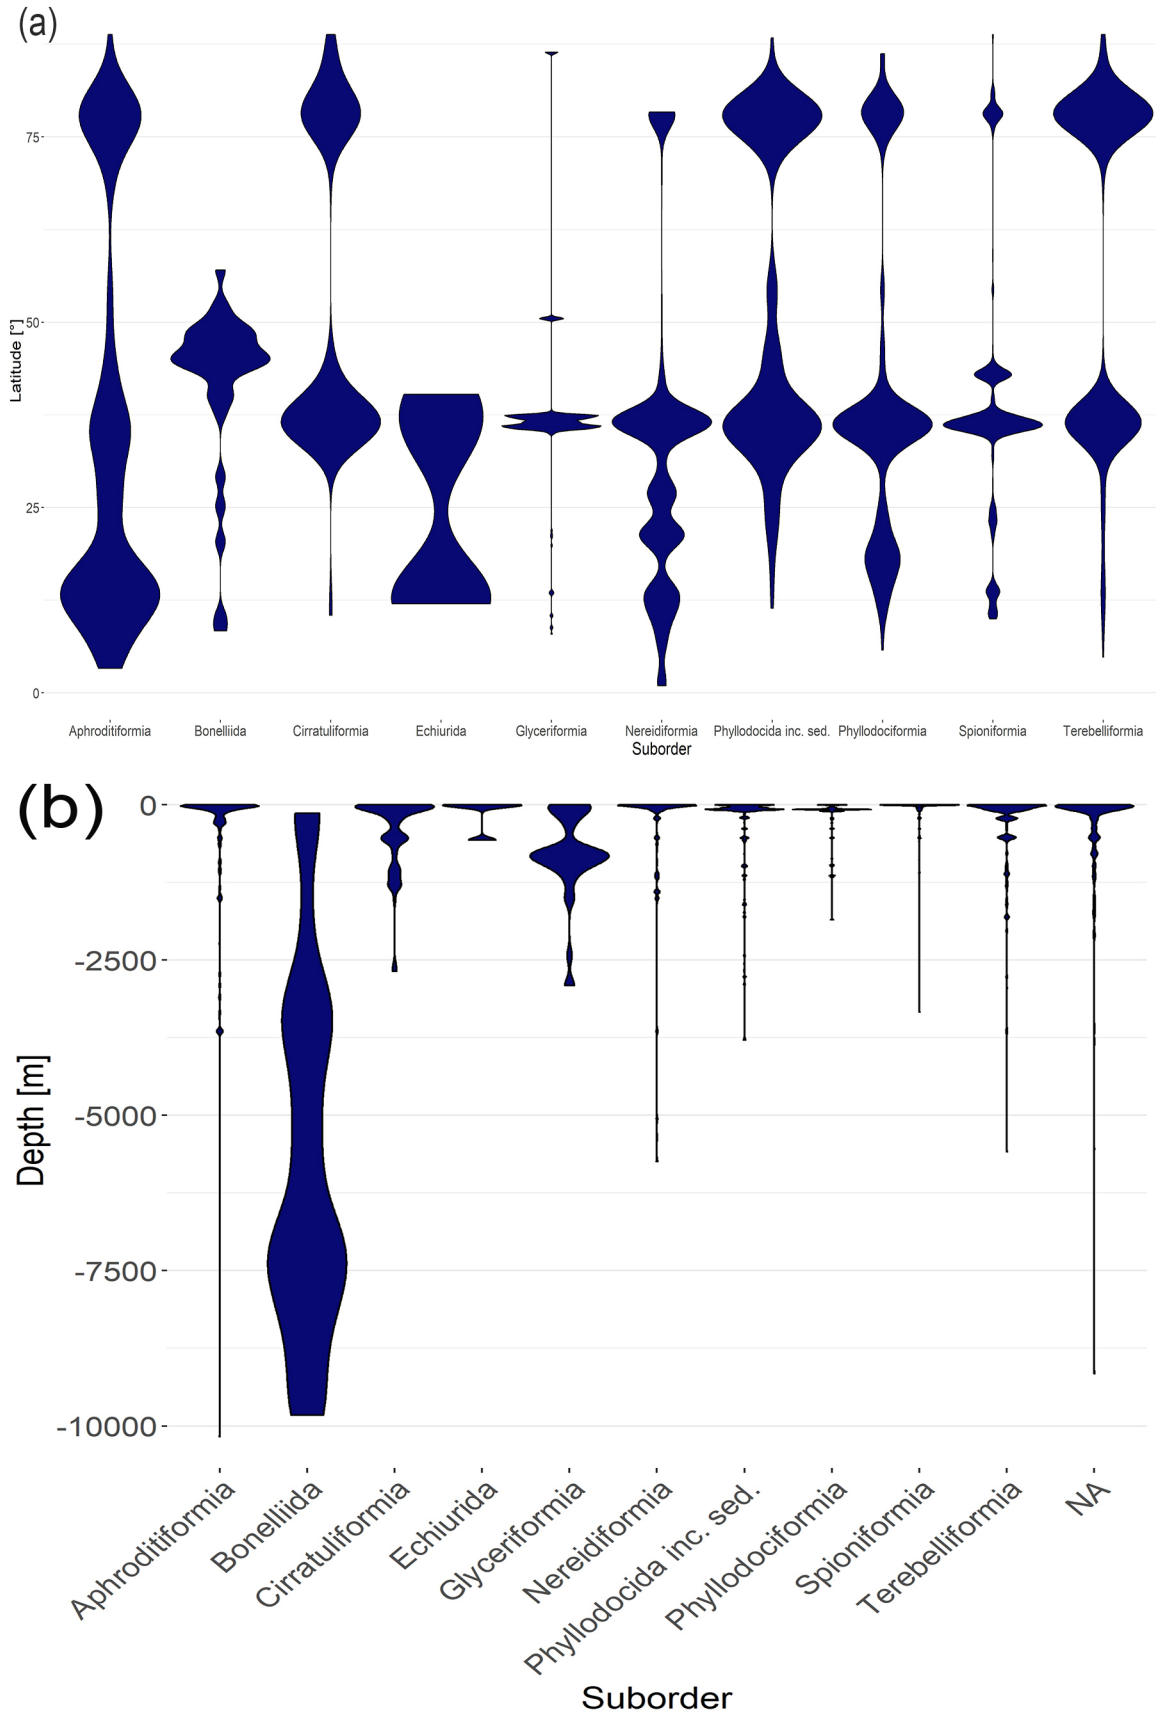 (a)
75
50
25
0
Latitude [°]
Aphroditiformia Bonelliida Cirratuliformia Echiurida Glyceriformia Nereidiformia Phyllodocida inc. sed. Phyllodociformia Spioniformia Terebelliformia
Suborder
(b)
0
-2500
-5000
-7500
-10000
Depth [m]
Aphroditiformia
Bonelliida
Cirratuliformia
Echiurida
Glyceriformia
Nereidiformia
Phyllodocida inc. sed.
Phyllodociformia
Spioniformia
Terebelliformia
NA
Suborder